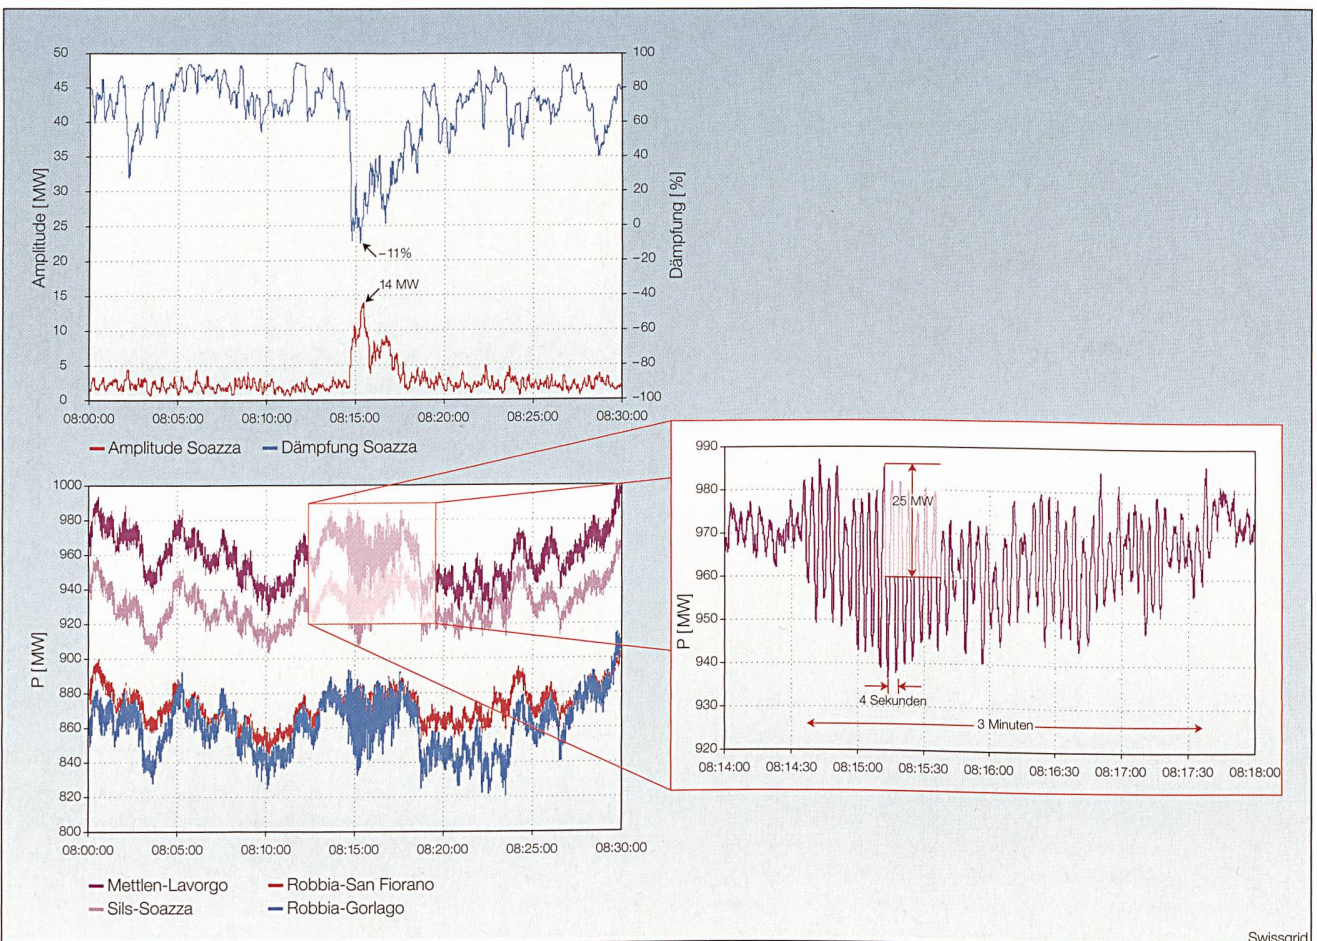 50
45
40
35
30
25
20
15
10
5
0
Amplitude [MW]
100
80
60
40
20
0
−20
−40
−60
−80
−100
Dämpfung [%]
−11%
14 MW
08:00:00 08:05:00 08:10:00 08:15:00 08:20:00 08:25:00 08:30:00
Amplitude Soazza Dämpfung Soazza
1000
980
960
940
920
900
880
860
840
820
800
P [MW]
08:00:00 08:05:00 08:10:00 08:15:00 08:20:00 08:25:00 08:30:00
Mettlen-Lavorgo Robbia-San Fiorano
Sils-Soazza Robbia-Gorlago
990
980
970
960
950
940
930
920
P [MW]
25 MW
4 Sekunden
3 Minuten
08:14:00 08:14:30 08:15:00 08:15:30 08:16:00 08:16:30 08:17:00 08:17:30 08:18:00
Swissgrid